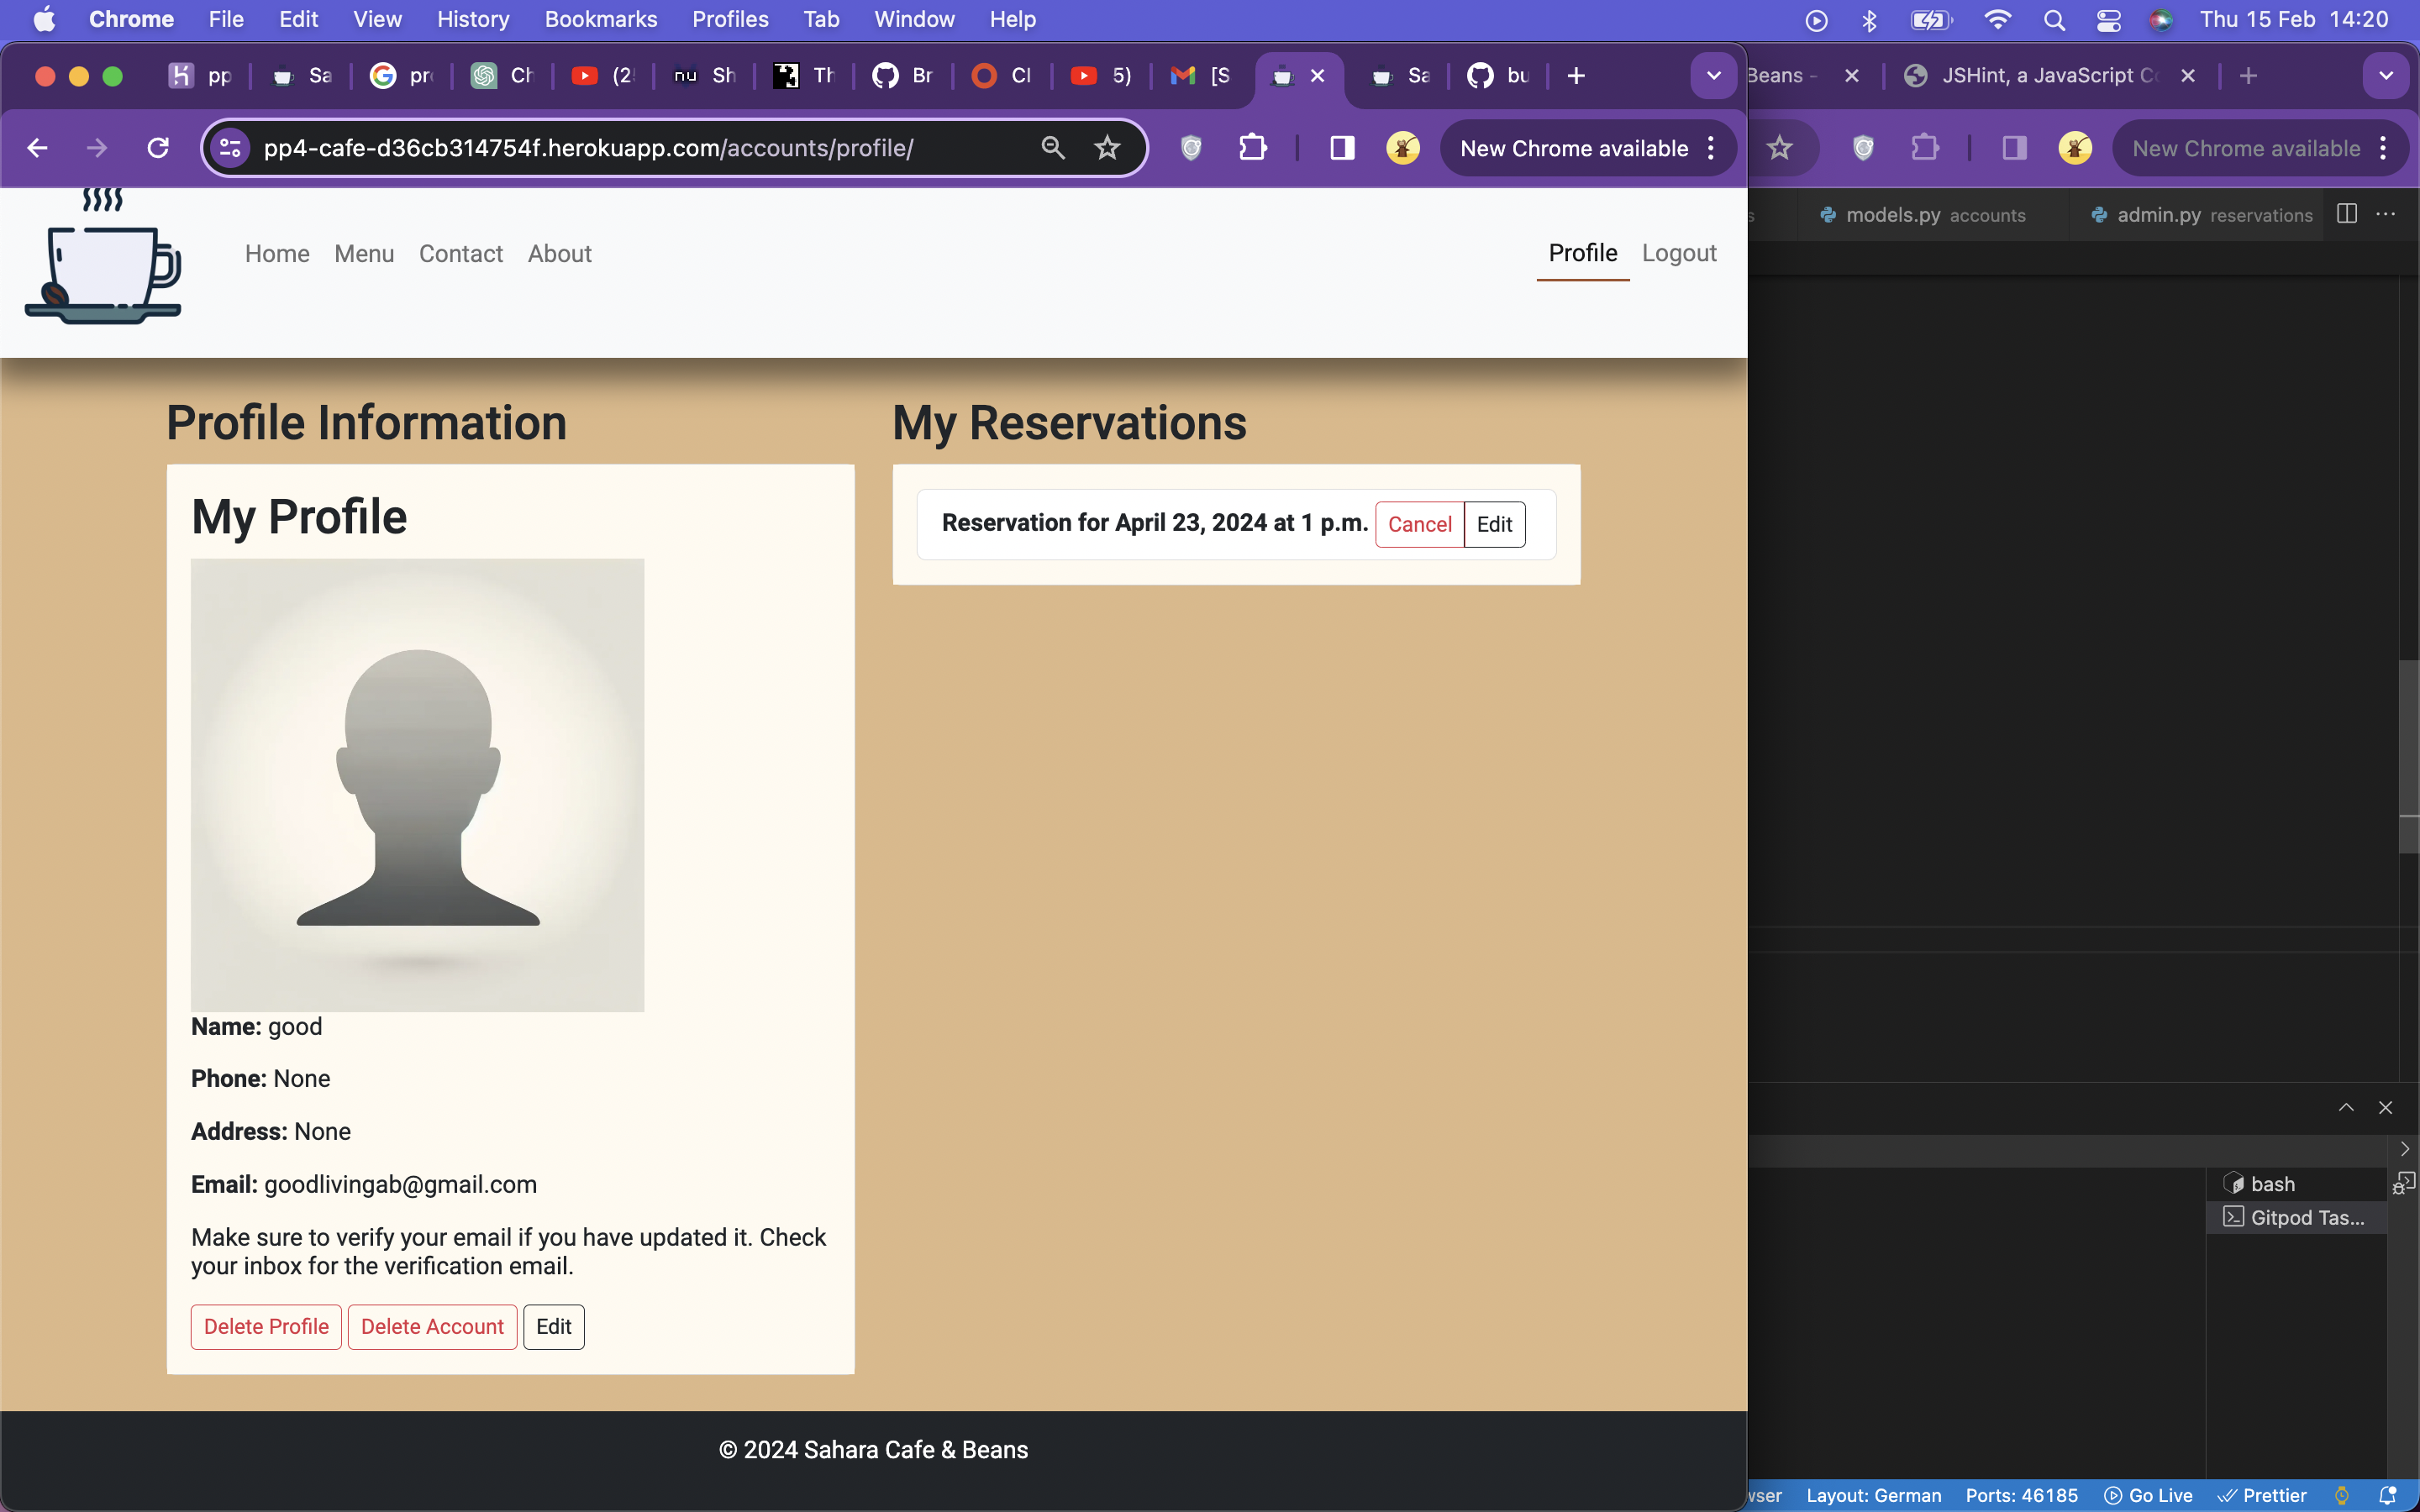 Chrome File Edit View History Bookmarks Profiles Tab Window Help Thu 15 Feb 14:20
pp Sa pr Ch (2 nu Sh Th Br Cl 5) [S Sa bu Beans - JSHint, a JavaScript C
pp4-cafe-d36cb314754f.herokuapp.com/accounts/profile/ New Chrome available New Chrome available
models.py accounts admin.py reservations
Home Menu Contact About Profile Logout
Profile Information
My Profile
Name: good
Phone: None
Address: None
Email: goodlivingab@gmail.com
Make sure to verify your email if you have updated it. Check
your inbox for the verification email.
Delete Profile Delete Account Edit
My Reservations
Reservation for April 23, 2024 at 1 p.m. Cancel Edit
© 2024 Sahara Cafe & Beans
bash
Gitpod Tas...
wser Layout: German Ports: 46185 Go Live Prettier